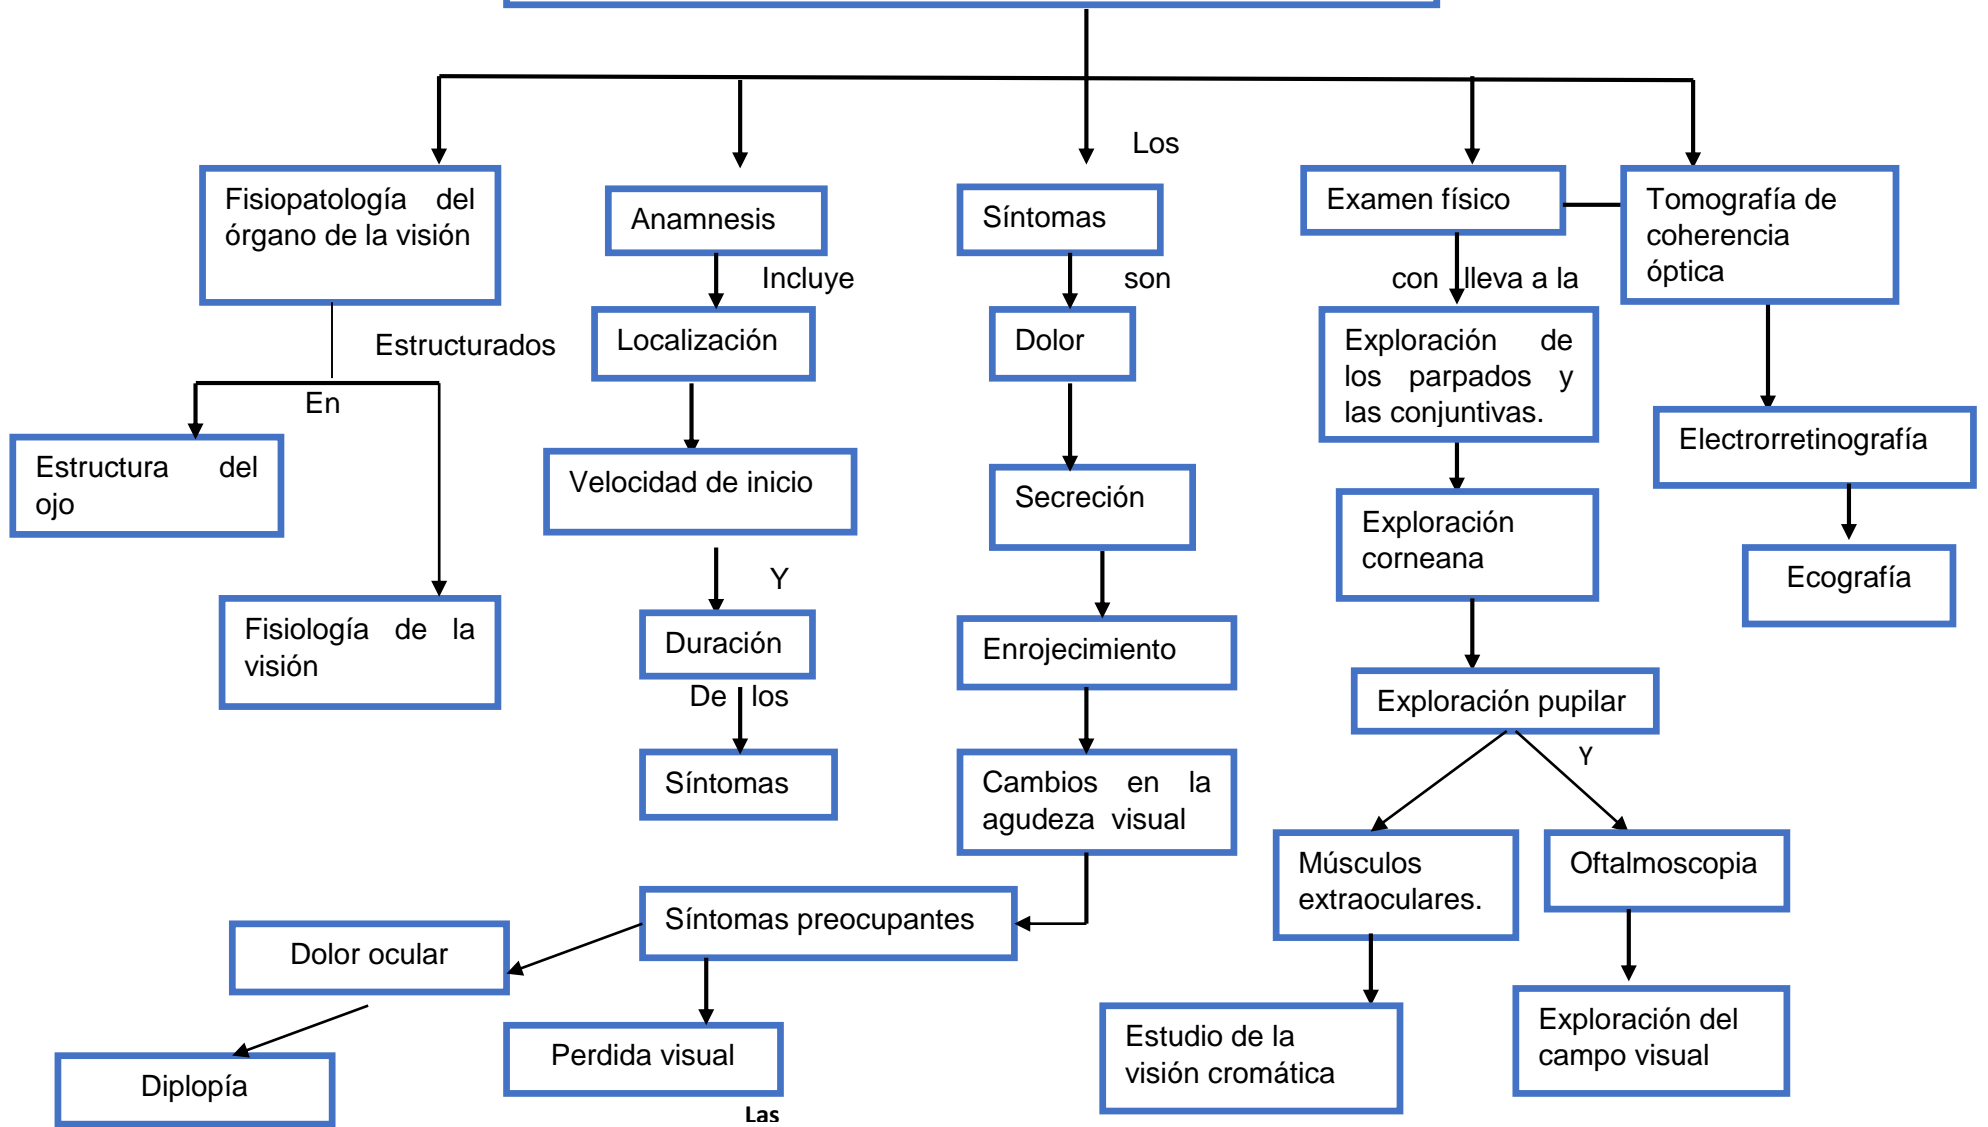 Los
Fisiopatología del
órgano de la visión
Anamnesis
Síntomas
Examen físico
Tomografía de
coherencia
óptica
Incluye
son
con lleva a la
Estructurados
En
Localización
Dolor
Exploración de
los parpados y
las conjuntivas.
Electrorretinografía
Estructura del
ojo
Velocidad de inicio
Secreción
Exploración
corneana
Ecografía
Y
Fisiología de la
visión
Duración
Enrojecimiento
Exploración pupilar
De los
Y
Síntomas
Cambios en la
agudeza visual
Músculos
extraoculares.
Oftalmoscopia
Síntomas preocupantes
Dolor ocular
Perdida visual
Diplopía
Estudio de la
visión cromática
Exploración del
campo visual
Las